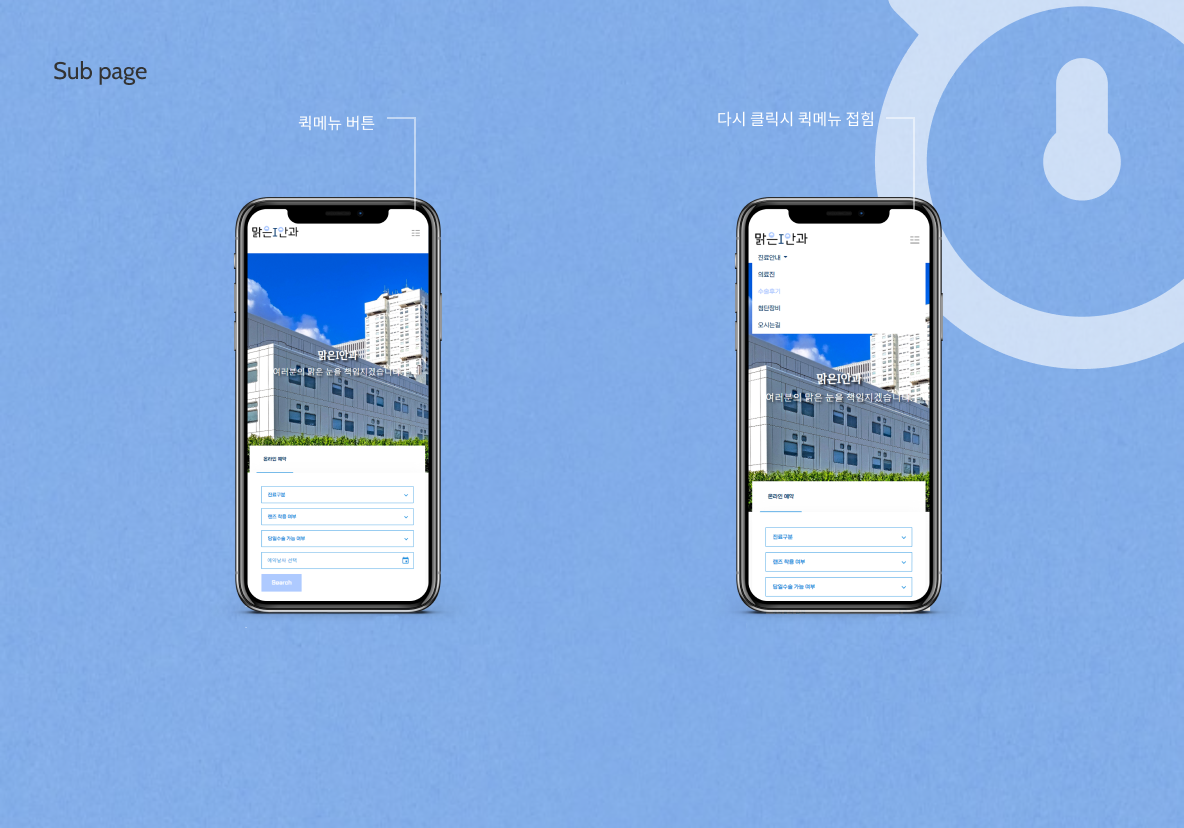 Sub page
퀵메뉴 버튼
다시 클릭시 퀵메뉴 접힘
맑은I안과
맑은I안과
여러분의 맑은 눈을 책임지겠습니다.
온라인 예약
진료구분
렌즈 착용 여부
당일수술 가능 여부
예약날짜 선택
Search
맑은I안과
진료안내
의료진
수술후기
첨단장비
오시는길
맑은I안과
여러분의 맑은 눈을 책임지겠습니다.
온라인 예약
진료구분
렌즈 착용 여부
당일수술 가능 여부